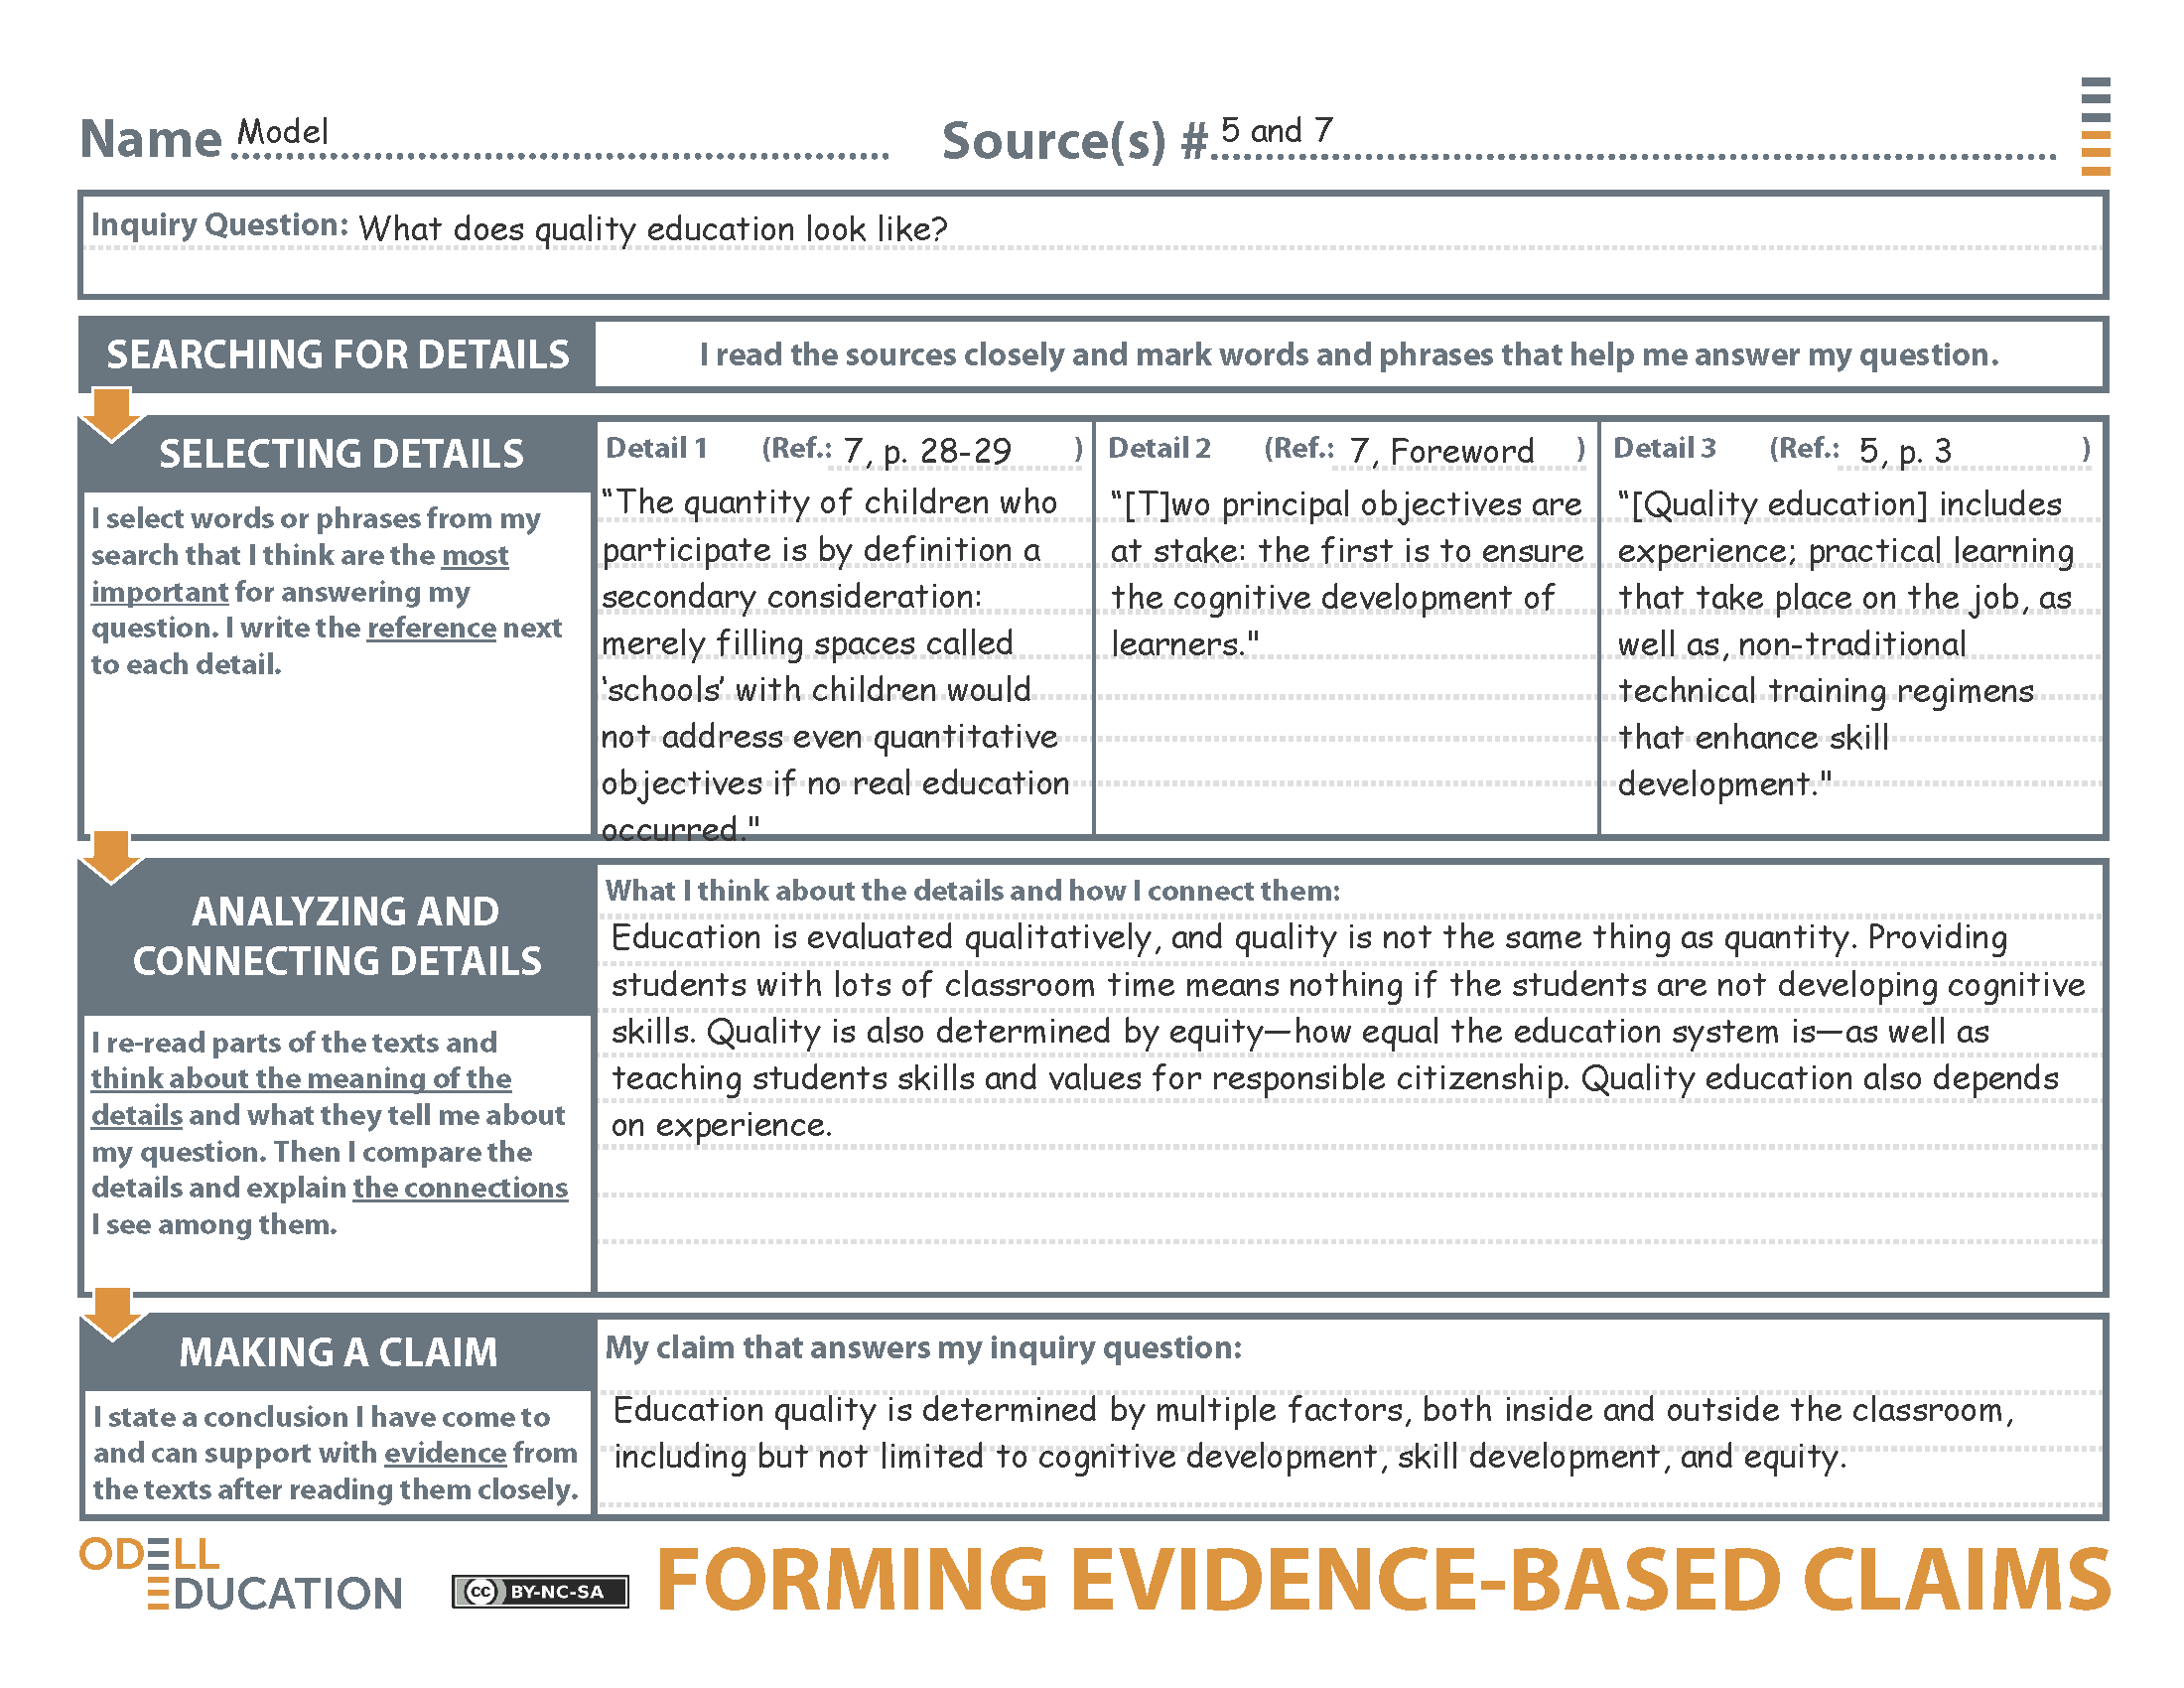 Name Model
Source(s) # 5 and 7
Inquiry Question: What does quality education look like?
SEARCHING FOR DETAILS
I read the sources closely and mark words and phrases that help me answer my question.
SELECTING DETAILS
I select words or phrases from my
search that I think are the most
important for answering my
question. I write the reference next
to each detail.
Detail 1 (Ref.: 7, p. 28-29 )
“The quantity of children who
participate is by definition a
secondary consideration:
merely filling spaces called
‘schools’ with children would
not address even quantitative
objectives if no real education
occurred."
Detail 2 (Ref.: 7, Foreword )
“[T]wo principal objectives are
at stake: the first is to ensure
the cognitive development of
learners."
Detail 3 (Ref.: 5, p. 3 )
“[Quality education] includes
experience; practical learning
that take place on the job, as
well as, non-traditional
technical training regimens
that enhance skill
development."
ANALYZING AND
CONNECTING DETAILS
I re-read parts of the texts and
think about the meaning of the
details and what they tell me about
my question. Then I compare the
details and explain the connections
I see among them.
What I think about the details and how I connect them:
Education is evaluated qualitatively, and quality is not the same thing as quantity. Providing
students with lots of classroom time means nothing if the students are not developing cognitive
skills. Quality is also determined by equity—how equal the education system is—as well as
teaching students skills and values for responsible citizenship. Quality education also depends
on experience.
MAKING A CLAIM
I state a conclusion I have come to
and can support with evidence from
the texts after reading them closely.
My claim that answers my inquiry question:
Education quality is determined by multiple factors, both inside and outside the classroom,
including but not limited to cognitive development, skill development, and equity.
ODELL
EDUCATION
cc BY-NC-SA
FORMING EVIDENCE-BASED CLAIMS